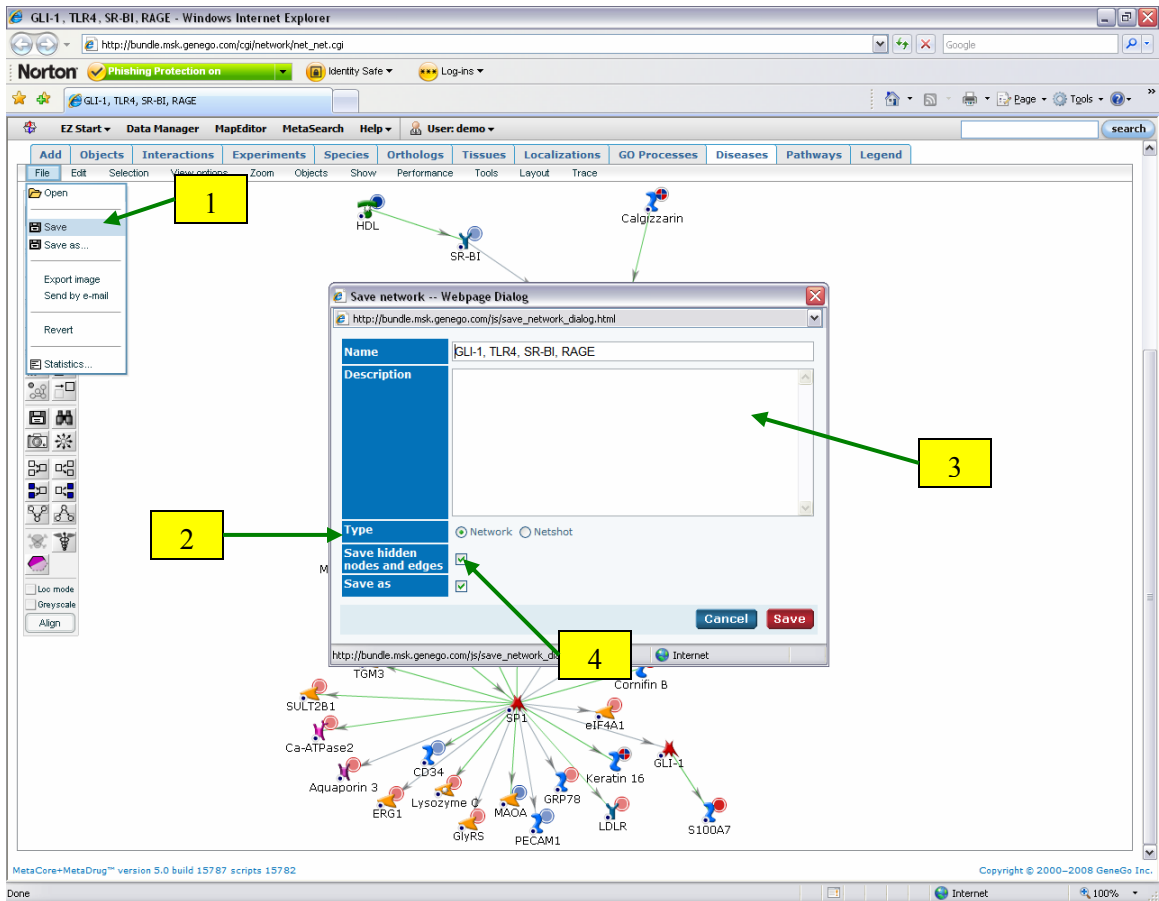 GLI-1, TLR4, SR-BI, RAGE - Windows Internet Explorer
http://bundle.msk.genego.com/cgi/network/net_net.cgi
Google
Norton
Phishing Protection on
Identity Safe
Log-ins
GLI-1, TLR4, SR-BI, RAGE
Page
Tools
EZ Start
Data Manager
MapEditor
MetaSearch
Help
User: demo
search
Add
Objects
Interactions
Experiments
Species
Orthologs
Tissues
Localizations
GO Processes
Diseases
Pathways
Legend
File
Edit
Selection
View options
Zoom
Objects
Show
Performance
Tools
Layout
Trace
Open
Save
Save as...
Export image
Send by e-mail
Revert
Statistics...
1
HDL
SR-BI
Calgizzarin
Save network -- Webpage Dialog
http://bundle.msk.genego.com/js/save_network_dialog.html
Name
GLI-1, TLR4, SR-BI, RAGE
Description
3
Type
Network
Netshot
2
Save hidden
nodes and edges
M
Save as
Cancel
Save
http://bundle.msk.genego.com/js/save_network_di
Internet
4
Loc mode
Greyscale
Align
TGM3
Cornifin B
SULT2B1
SP1
eIF4A1
Ca-ATPase2
GLI-1
CD34
Keratin 16
Aquaporin 3
Lysozyme C
GRP78
ERG1
MAOA
LDLR
S100A7
GlyRS
PECAM1
MetaCore+MetaDrug™ version 5.0 build 15787 scripts 15782
Copyright © 2000-2008 GeneGo Inc.
Done
Internet
100%